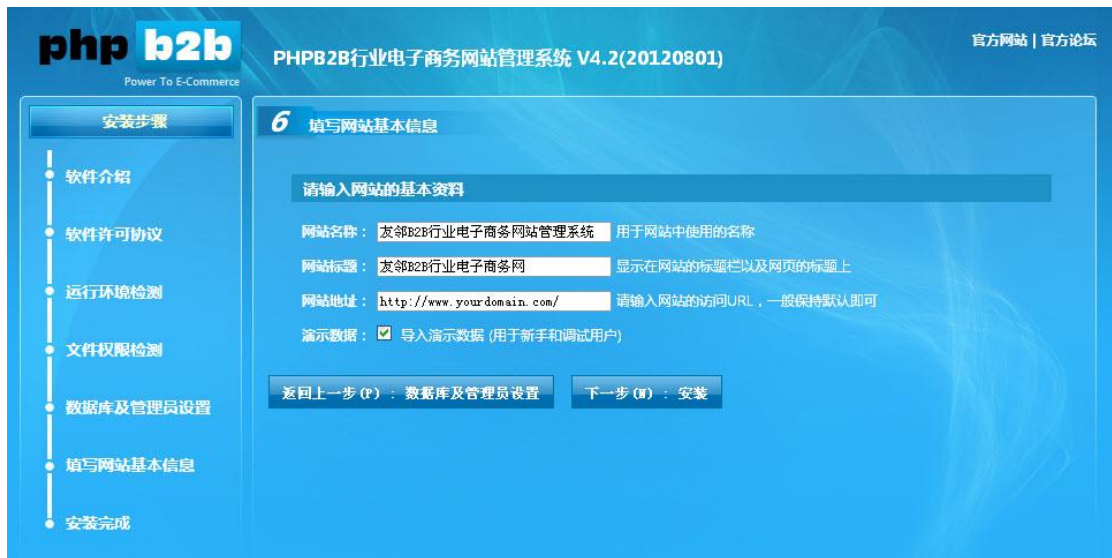 php b2b
Power To E-Commerce
PHPB2B行业电子商务网站管理系统 V4.2(20120801)
官方网站 | 官方论坛
安装步骤
软件介绍
软件许可协议
运行环境检测
文件权限检测
数据库及管理员设置
填写网站基本信息
安装完成
6 填写网站基本信息
请输入网站的基本资料
网站名称： 友邻B2B行业电子商务网站管理系统 用于网站中使用的名称
网站标题： 友邻B2B行业电子商务网 显示在网站的标题栏以及网页的标题上
网站地址： http://www.yourdomain.com/ 请输入网站的访问URL，一般保持默认即可
演示数据： 导入演示数据 (用于新手和调试用户)
返回上一步(P) : 数据库及管理员设置 下一步(N) : 安装